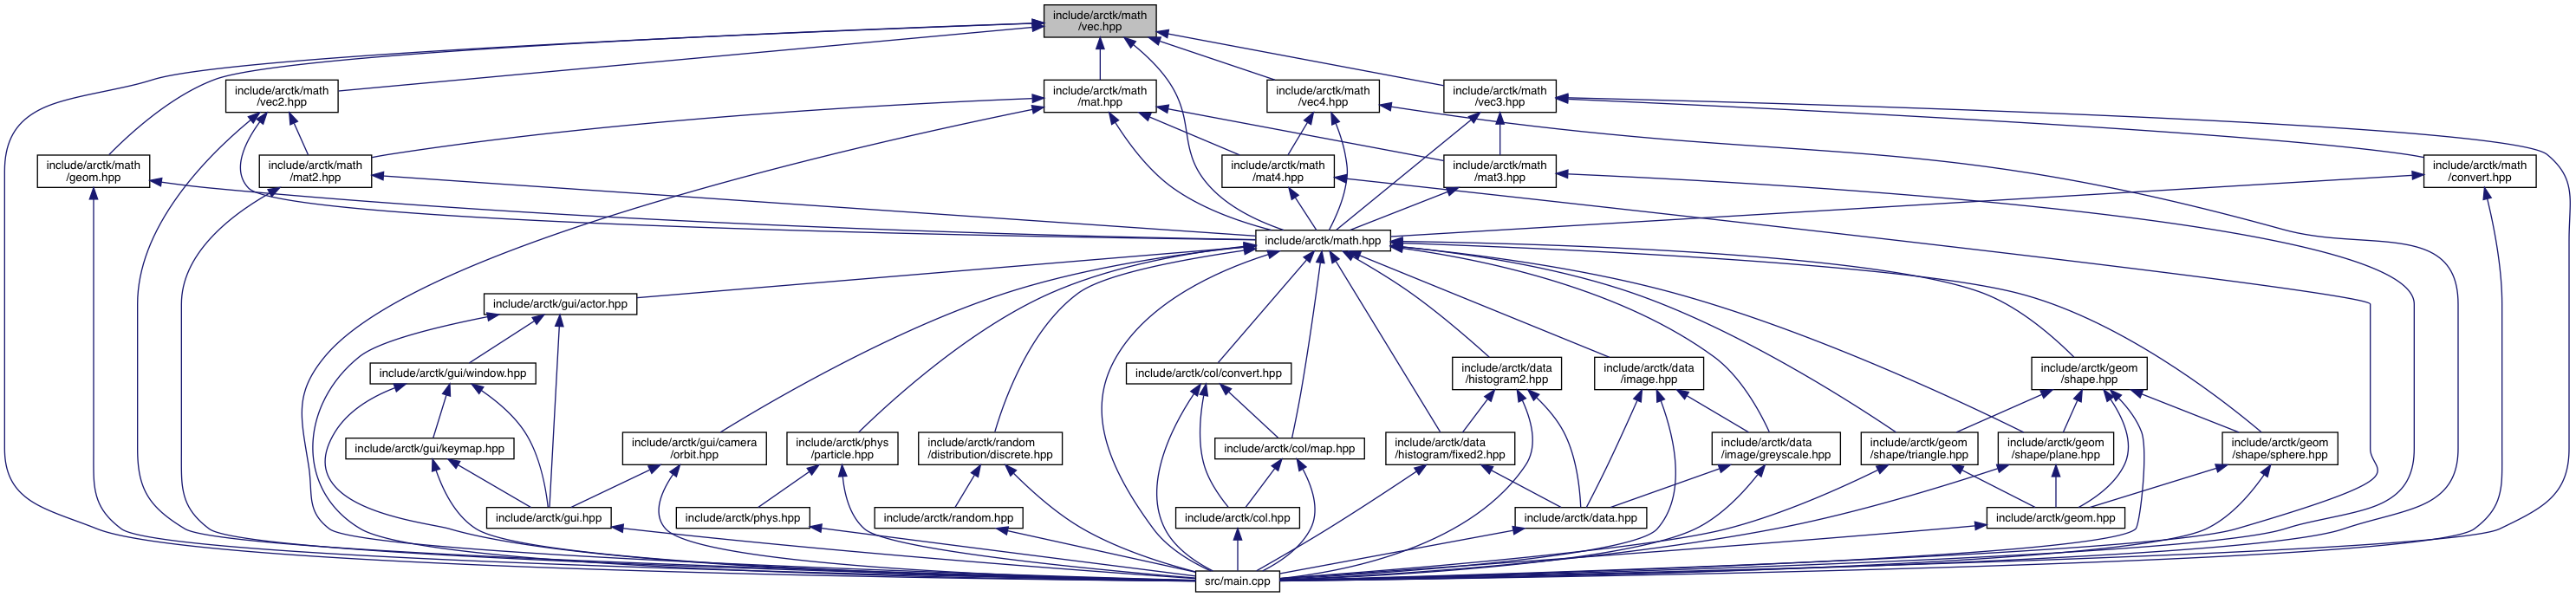 include/arctk/math
/vec.hpp
include/arctk/math
/vec2.hpp
include/arctk/math
/mat.hpp
include/arctk/math
/vec4.hpp
include/arctk/math
/vec3.hpp
include/arctk/math
/geom.hpp
include/arctk/math
/mat2.hpp
include/arctk/math
/mat4.hpp
include/arctk/math
/mat3.hpp
include/arctk/math
/convert.hpp
include/arctk/math.hpp
include/arctk/gui/actor.hpp
include/arctk/gui/window.hpp
include/arctk/col/convert.hpp
include/arctk/data
/histogram2.hpp
include/arctk/data
/image.hpp
include/arctk/geom
/shape.hpp
include/arctk/gui/keymap.hpp
include/arctk/gui/camera
/orbit.hpp
include/arctk/phys
/particle.hpp
include/arctk/random
/distribution/discrete.hpp
include/arctk/col/map.hpp
include/arctk/data
/histogram/fixed2.hpp
include/arctk/data
/image/greyscale.hpp
include/arctk/geom
/shape/triangle.hpp
include/arctk/geom
/shape/plane.hpp
include/arctk/geom
/shape/sphere.hpp
include/arctk/gui.hpp
include/arctk/phys.hpp
include/arctk/random.hpp
include/arctk/col.hpp
include/arctk/data.hpp
include/arctk/geom.hpp
src/main.cpp